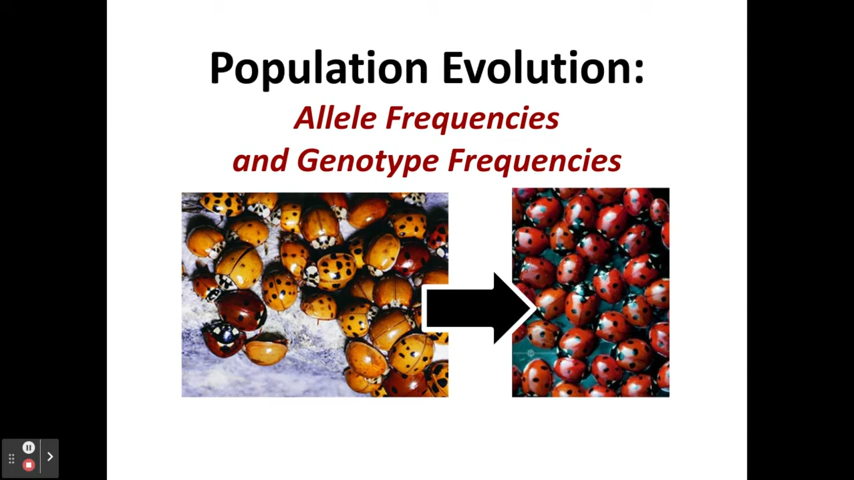 Population Evolution:
Allele Frequencies
and Genotype Frequencies